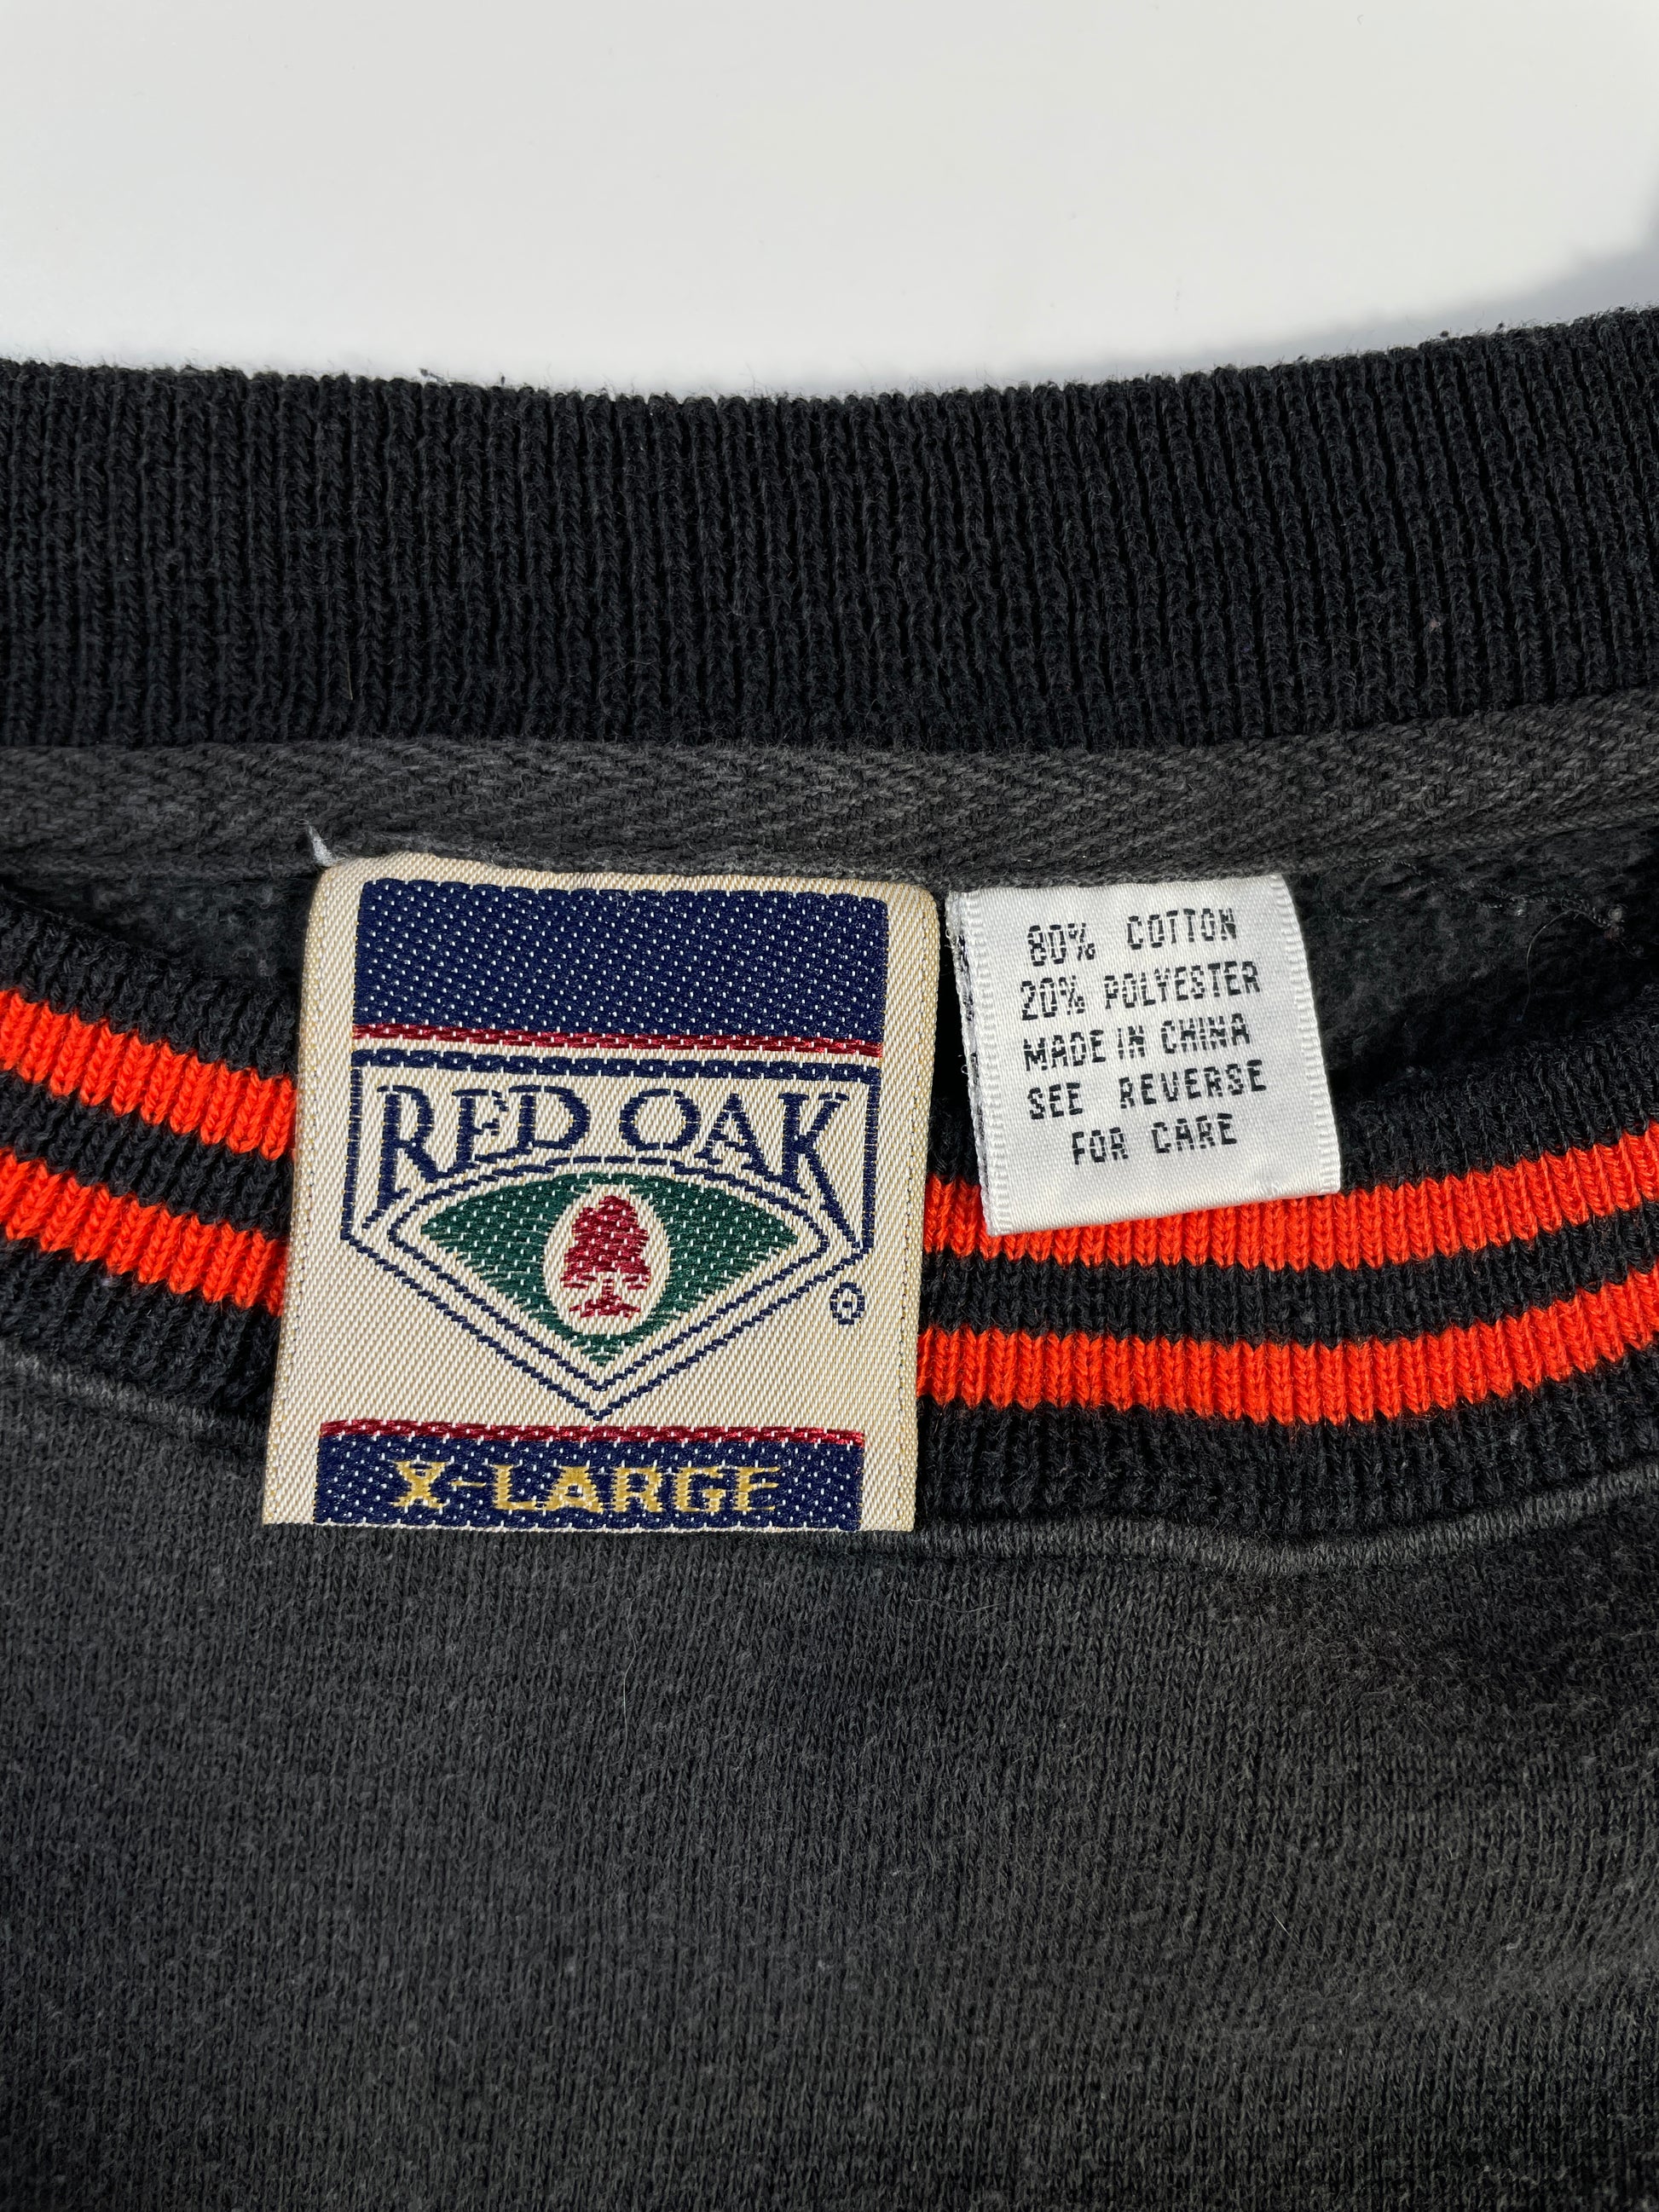 RED OAK
®
X-LARGE
80% COTTON
20% POLYESTER
MADE IN CHINA
SEE REVERSE
FOR CARE